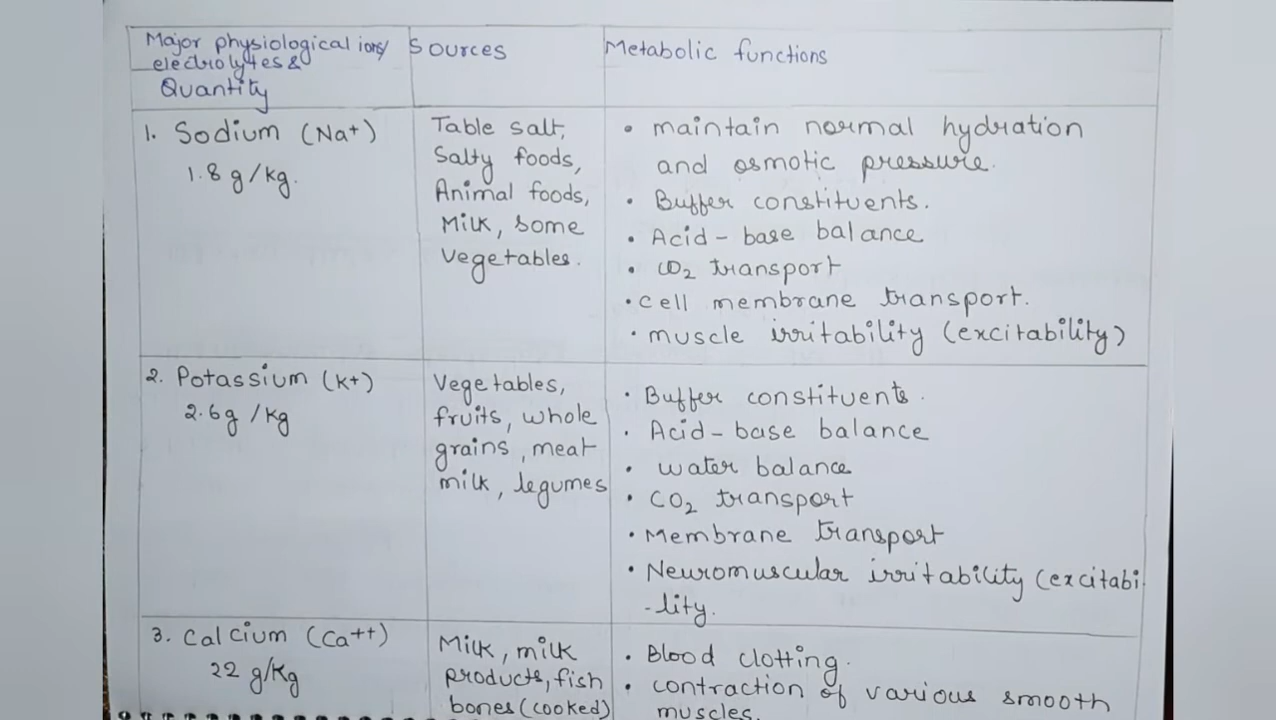 Major physiological ions/
electrolytes &
Quantity
Sources
Metabolic functions
1. Sodium (Na+)
1.8 g/kg.
Table salt,
Salty foods,
Animal foods,
Milk, some
vegetables.
• maintain normal hydration
and osmotic pressure.
• Buffer constituents.
• Acid - base balance
• CO2 transport
• cell membrane transport.
• muscle irritability (excitability)
2. Potassium (K+)
2.6g /kg
Vegetables,
fruits, whole
grains, meat
milk, legumes
• Buffer constituents.
• Acid - base balance
• water balance
• CO2 transport
• Membrane transport
• Neuromuscular irritability (excitabi
-lity.
3. Calcium (Ca++)
22 g/Kg
Milk, milk
products, fish
bones (cooked)
• Blood clotting.
• contraction of various smooth
muscles.